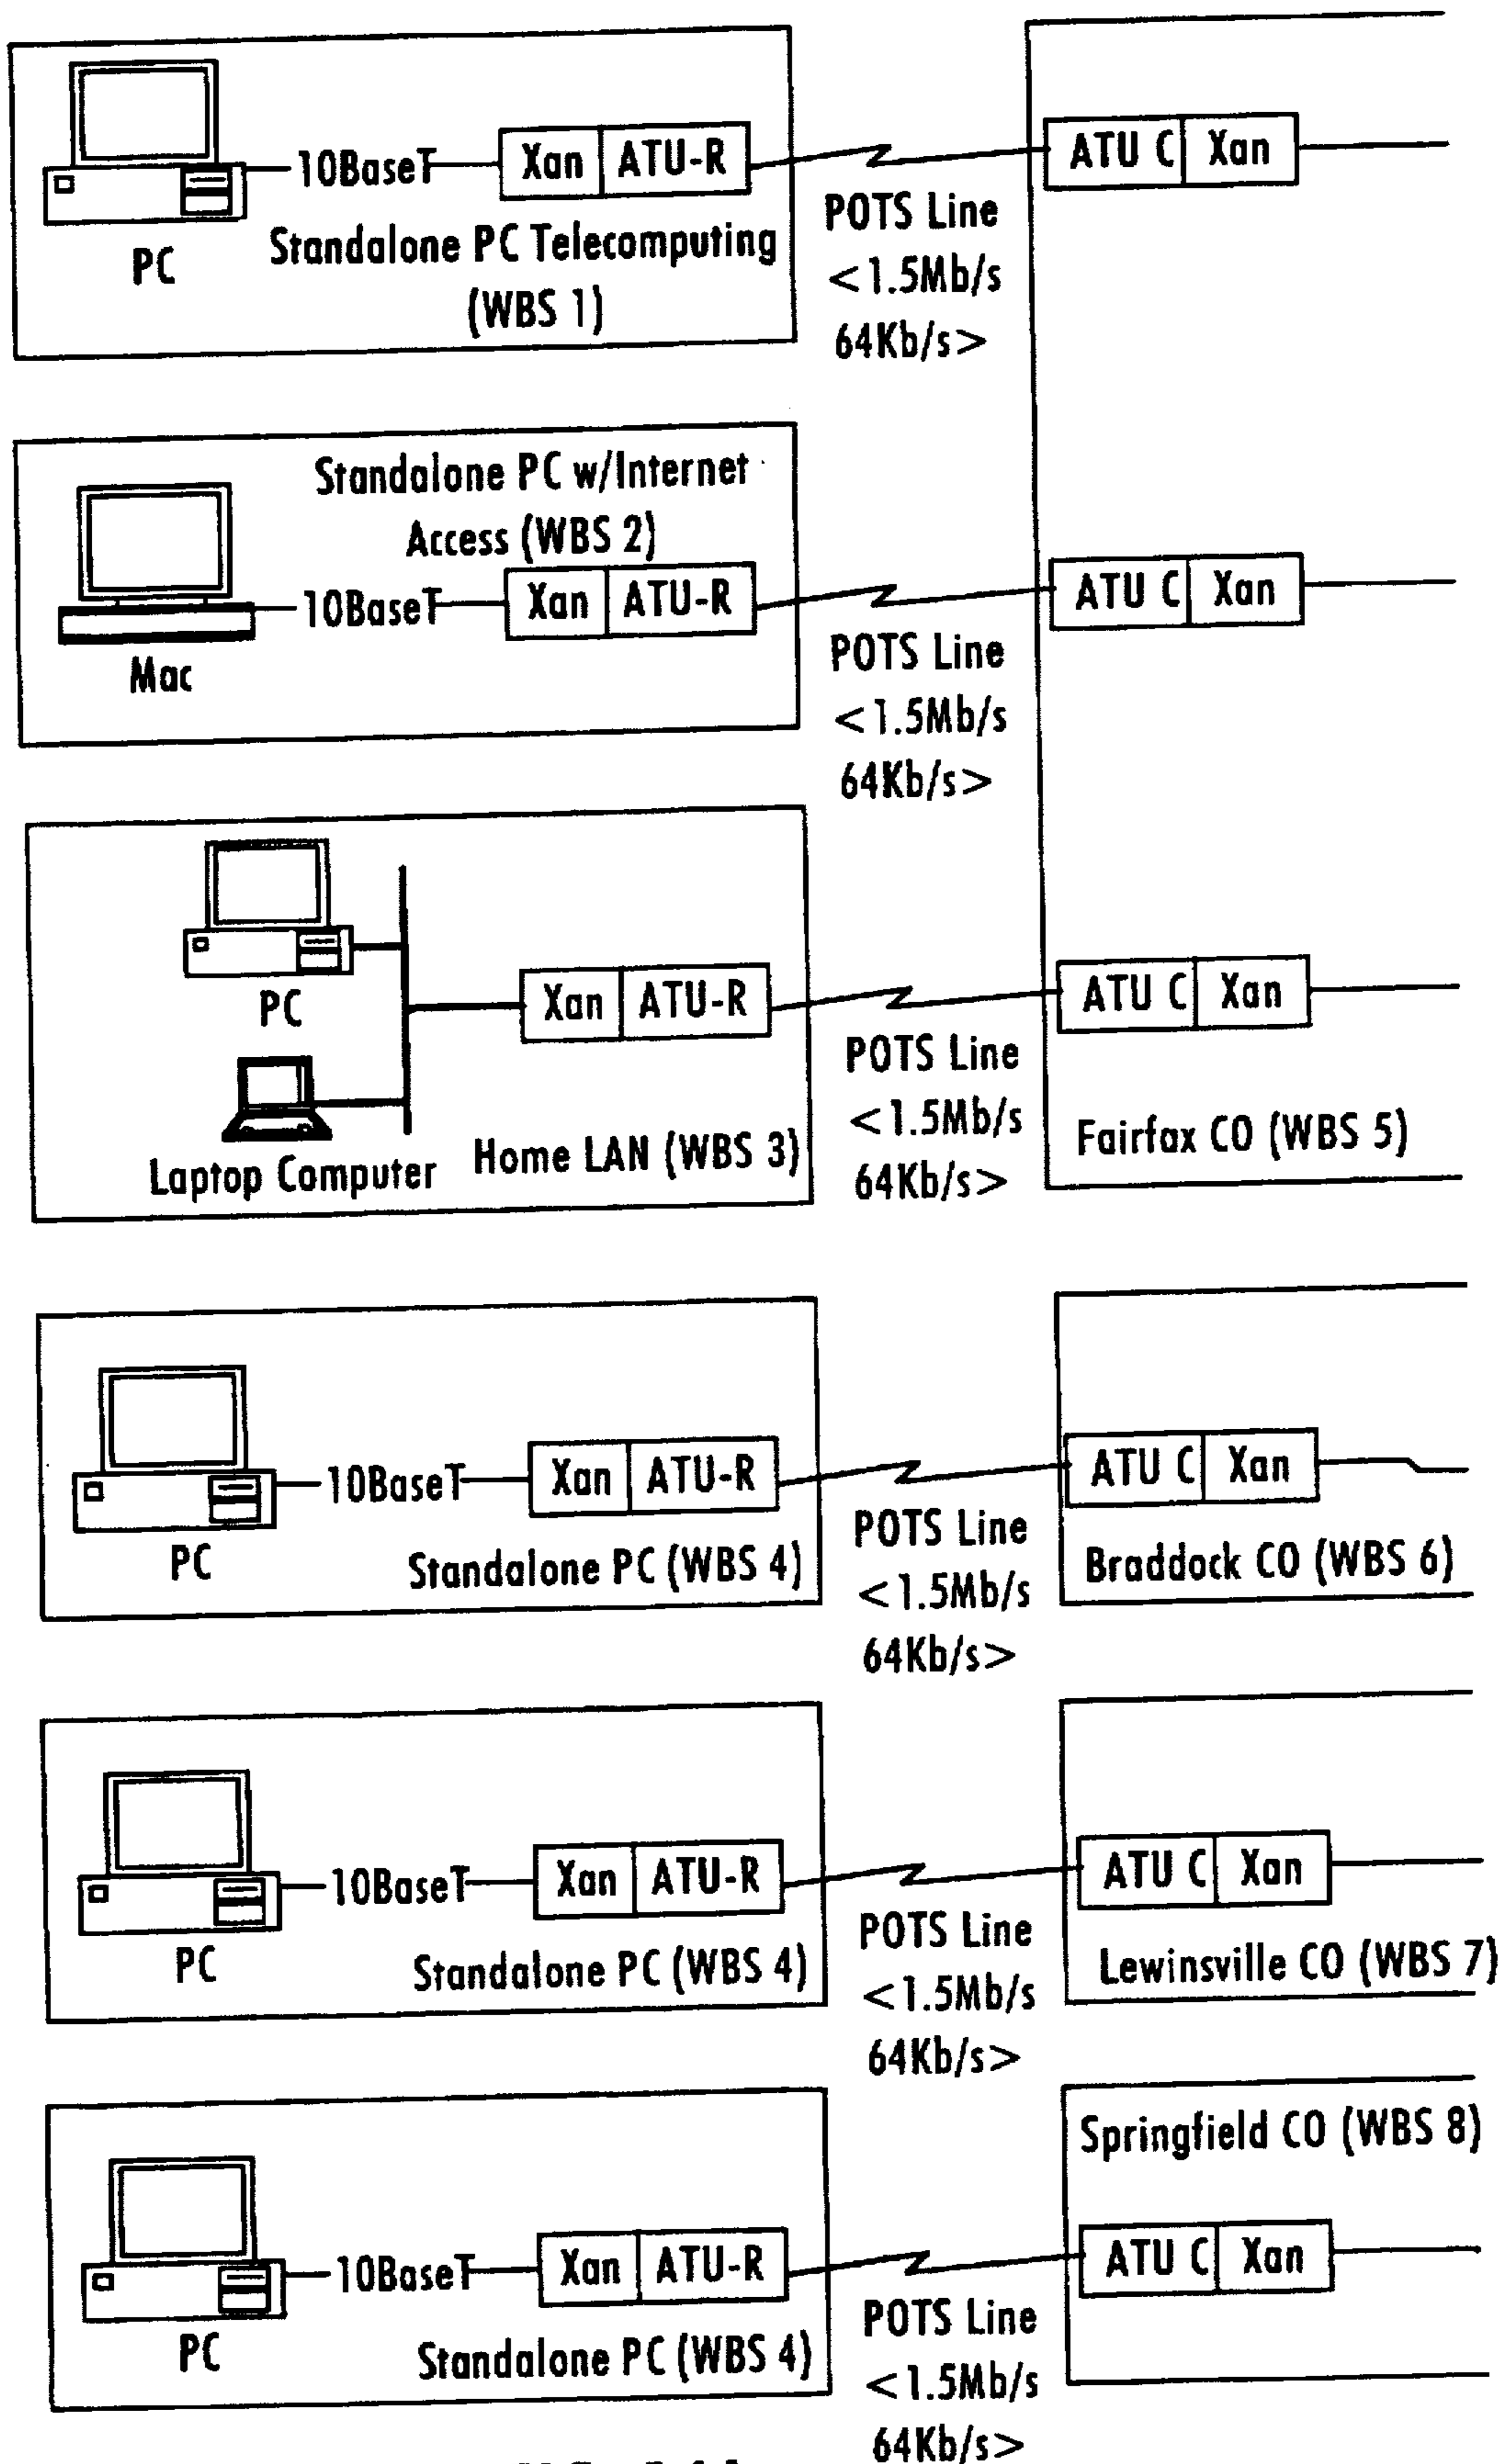 10BaseT
Xan
ATU-R
ATU C
Xan
PC
Standalone PC Telecomputing
(WBS 1)
POTS Line
<1.5Mb/s
64Kb/s>
Standalone PC w/Internet
Access (WBS 2)
10BaseT
Xan
ATU-R
ATU C
Xan
Mac
POTS Line
<1.5Mb/s
64Kb/s>
PC
Xan
ATU-R
ATU C
Xan
Laptop Computer
Home LAN (WBS 3)
POTS Line
<1.5Mb/s
64Kb/s>
Fairfax CO (WBS 5)
10BaseT
Xan
ATU-R
ATU C
Xan
PC
Standalone PC (WBS 4)
POTS Line
<1.5Mb/s
64Kb/s>
Braddock CO (WBS 6)
10BaseT
Xan
ATU-R
ATU C
Xan
PC
Standalone PC (WBS 4)
POTS Line
<1.5Mb/s
64Kb/s>
Lewinsville CO (WBS 7)
Springfield CO (WBS 8)
10BaseT
Xan
ATU-R
ATU C
Xan
PC
Standalone PC (WBS 4)
POTS Line
<1.5Mb/s
64Kb/s>